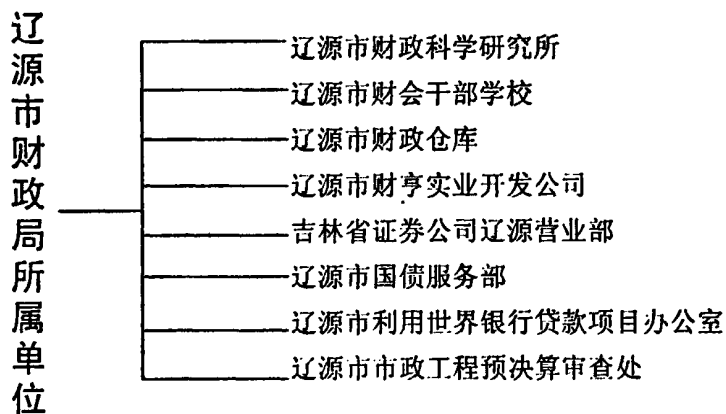 辽源市财政局所属单位
辽源市财政科学研究所
辽源市财会干部学校
辽源市财政仓库
辽源市财亨实业开发公司
吉林省证券公司辽源营业部
辽源市国债服务部
辽源市利用世界银行贷款项目办公室
辽源市市政工程预决算审查处